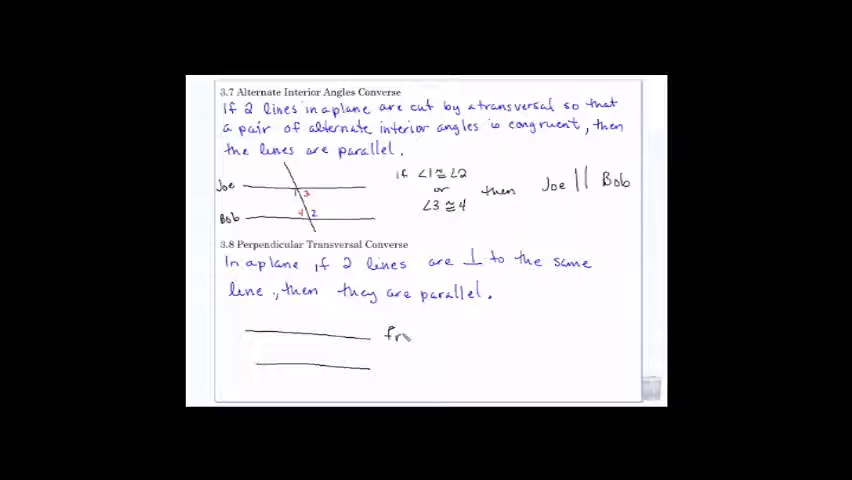 3.7 Alternate Interior Angles Converse
If 2 lines in a plane are cut by a transversal so that
a pair of alternate interior angles is congruent, then
the lines are parallel.
Joe 1 3
Bob 4 2
if ∠1≅∠2
or
∠3≅4
then Joe || Bob
3.8 Perpendicular Transversal Converse
In a plane, if 2 lines are ⊥ to the same
line, then they are parallel.
fr